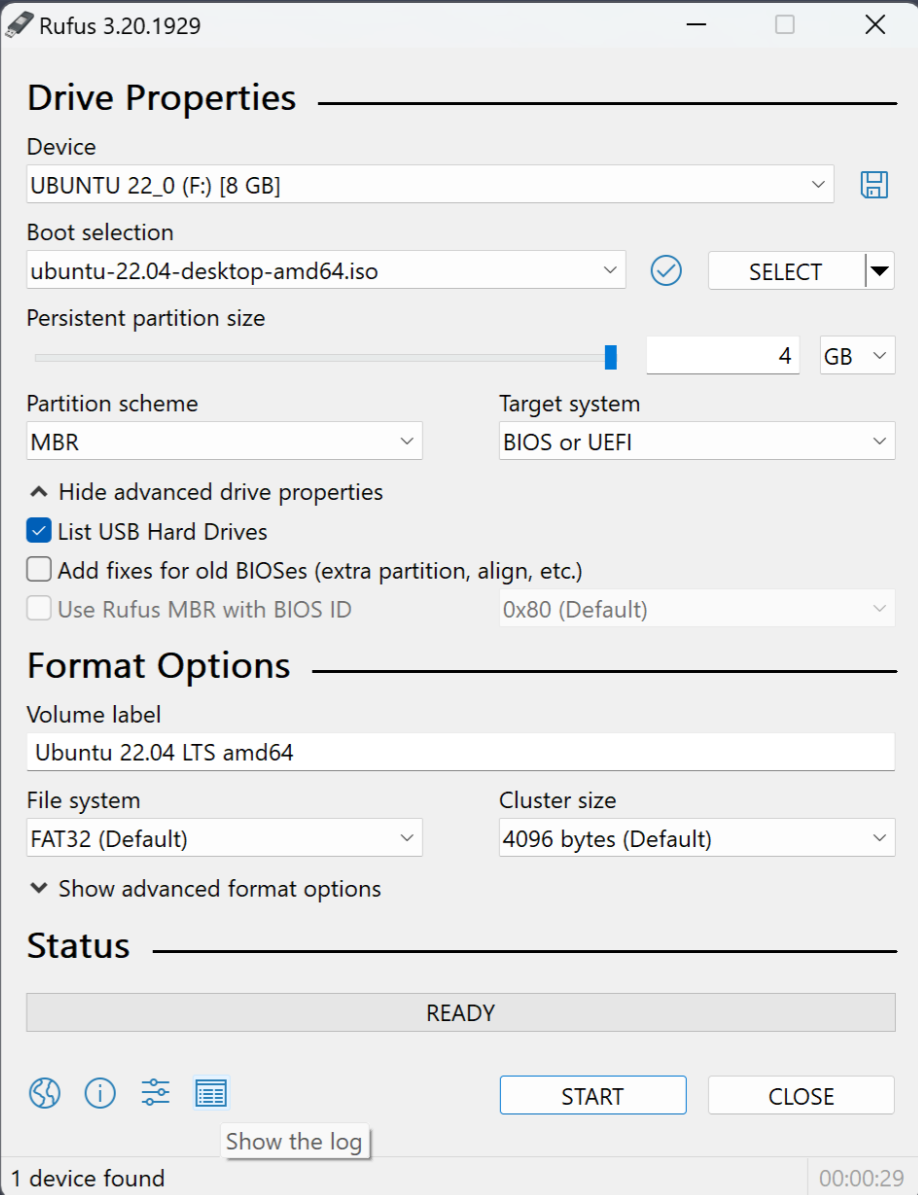 Rufus 3.20.1929
Drive Properties
Device
UBUNTU 22_0 (F:) [8 GB]
Boot selection
ubuntu-22.04-desktop-amd64.iso
SELECT
Persistent partition size
4
GB
Partition scheme
Target system
MBR
BIOS or UEFI
Hide advanced drive properties
List USB Hard Drives
Add fixes for old BIOSes (extra partition, align, etc.)
Use Rufus MBR with BIOS ID
0x80 (Default)
Format Options
Volume label
Ubuntu 22.04 LTS amd64
File system
Cluster size
FAT32 (Default)
4096 bytes (Default)
Show advanced format options
Status
READY
START
CLOSE
Show the log
1 device found
00:00:29